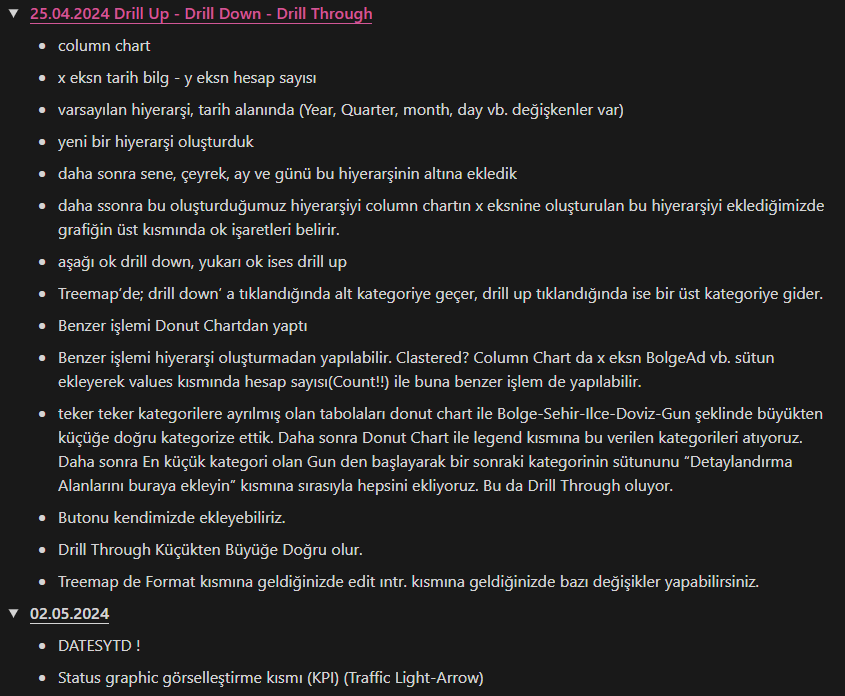 25.04.2024 Drill Up - Drill Down - Drill Through
column chart
x eksn tarih bilg - y eksn hesap sayısı
varsayılan hiyerarşi, tarih alanında (Year, Quarter, month, day vb. değişkenler var)
yeni bir hiyerarşi oluşturduk
daha sonra sene, çeyrek, ay ve günü bu hiyerarşinin altına ekledik
daha ssonra bu oluşturduğumuz hiyerarşiyi column chartın x eksnine oluşturulan bu hiyerarşiyi eklediğimizde
grafiğin üst kısmında ok işaretleri belirir.
aşağı ok drill down, yukarı ok ises drill up
Treemap’de; drill down’ a tıklandığında alt kategoriye geçer, drill up tıklandığında ise bir üst kategoriye gider.
Benzer işlemi Donut Chartdan yaptı
Benzer işlemi hiyerarşi oluşturmadan yapılabilir. Clastered? Column Chart da x eksn BolgeAd vb. sütun
ekleyerek values kısmında hesap sayısı(Count!!) ile buna benzer işlem de yapılabilir.
teker teker kategorilere ayrılmış olan tabolaları donut chart ile Bolge-Sehir-Ilce-Doviz-Gun şeklinde büyükten
küçüğe doğru kategorize ettik. Daha sonra Donut Chart ile legend kısmına bu verilen kategorileri atıyoruz.
Daha sonra En küçük kategori olan Gun den başlayarak bir sonraki kategorinin sütununu “Detaylandırma
Alanlarını buraya ekleyin” kısmına sırasıyla hepsini ekliyoruz. Bu da Drill Through oluyor.
Butonu kendimizde ekleyebiliriz.
Drill Through Küçükten Büyüğe Doğru olur.
Treemap de Format kısmına geldiğinizde edit ıntr. kısmına geldiğinizde bazı değişikler yapabilirsiniz.
02.05.2024
DATESYTD !
Status graphic görselleştirme kısmı (KPI) (Traffic Light-Arrow)